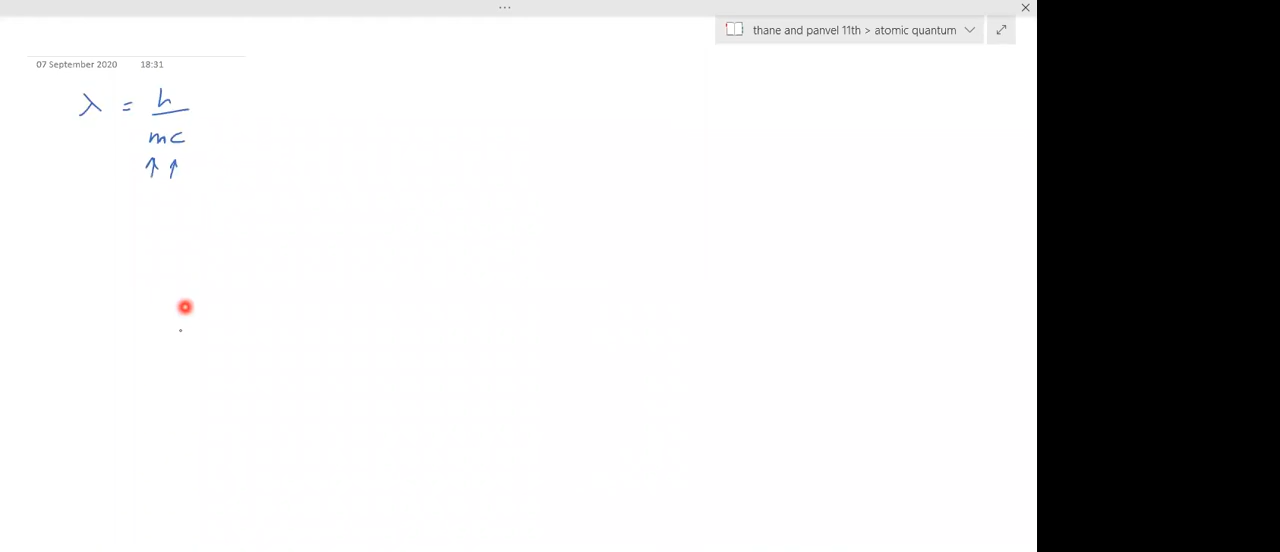 thane and panvel 11th > atomic quantum
07 September 2020 18:31
λ = h
mc
↑ ↑